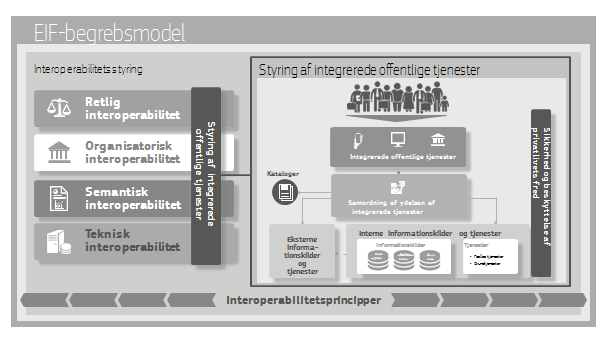 EIF-begrebsmodel
Interoperabilitetsstyring
Retlig
interoperabilitet
Organisatorisk
interoperabilitet
Semantisk
interoperabilitet
Teknisk
interoperabilitet
Styring af integrerede
offentlige tjenester
Styring af integrerede offentlige tjenester
Integrerede offentlige tjenester
Kataloger
Samordning af ydelsen af
integrerede tjenester
Eksterne
Informa-
tionskilder
og
tjenester
Interne Informationskilder og tjenester
Informationskilder
Tjenester
Sikkerhed og beskyttelse af
privatlivets fred
Interoperabilitetsprincipper